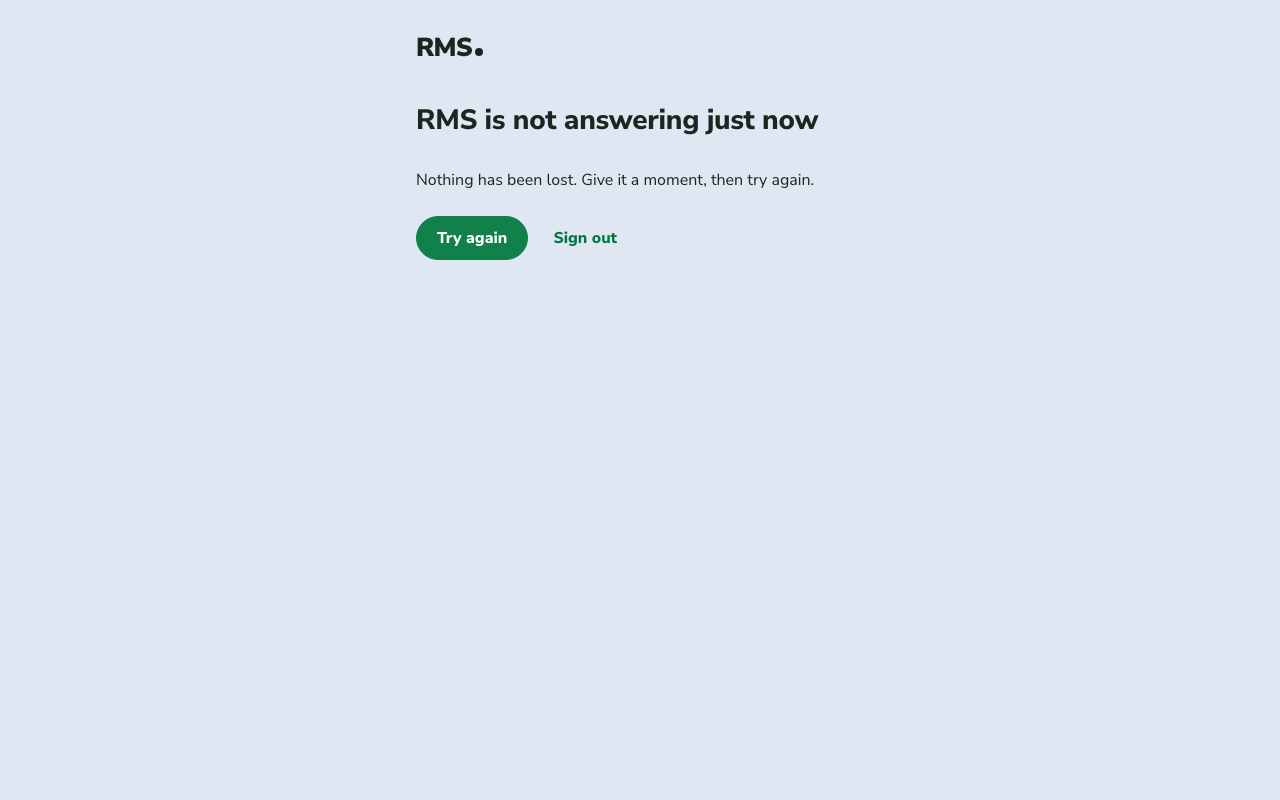 RMS.
RMS is not answering just now
Nothing has been lost. Give it a moment, then try again.
Try again
Sign out